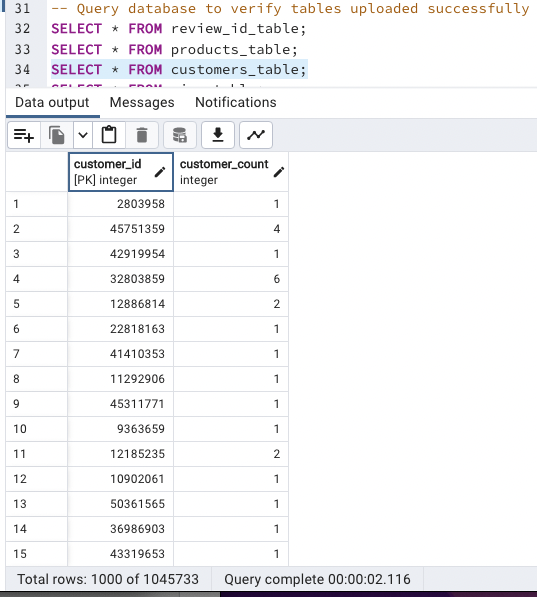 31 -- Query database to verify tables uploaded successfully
32 SELECT * FROM review_id_table;
33 SELECT * FROM products_table;
34 SELECT * FROM customers_table;
Data output Messages Notifications
customer_id customer_count
[PK] integer integer
1 2803958 1
2 45751359 4
3 42919954 1
4 32803859 6
5 12886814 2
6 22818163 1
7 41410353 1
8 11292906 1
9 45311771 1
10 9363659 1
11 12185235 2
12 10902061 1
13 50361565 1
14 36986903 1
15 43319653 1
Total rows: 1000 of 1045733 Query complete 00:00:02.116